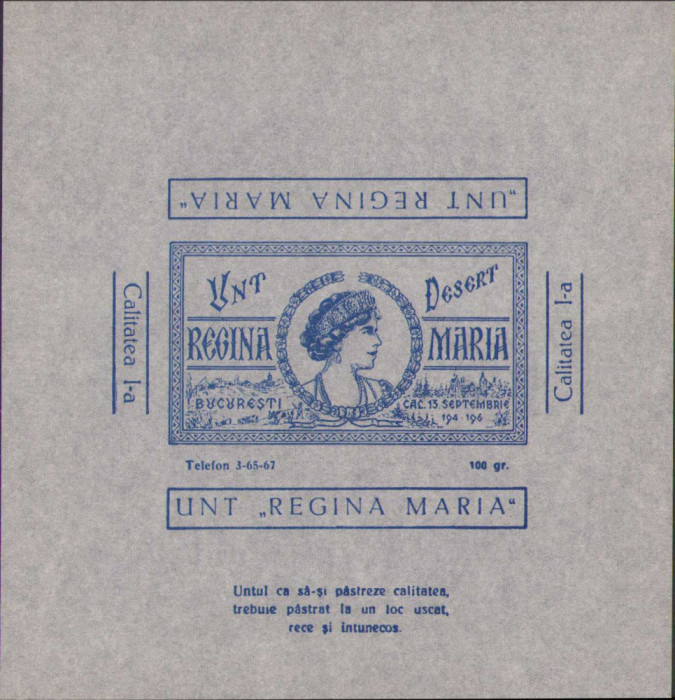 „UNT REGINA MARIA“
UNT DESERT
REGINA MARIA
BUCUREȘTI CAL. 13 SEPTEMBRIE
194-196
Calitatea I-a
Calitatea I-a
Telefon 3-65-67 100 gr.
UNT „REGINA MARIA“
Untul ca să-și păstreze calitatea,
trebuie păstrat la un loc uscat,
rece și întunecos.